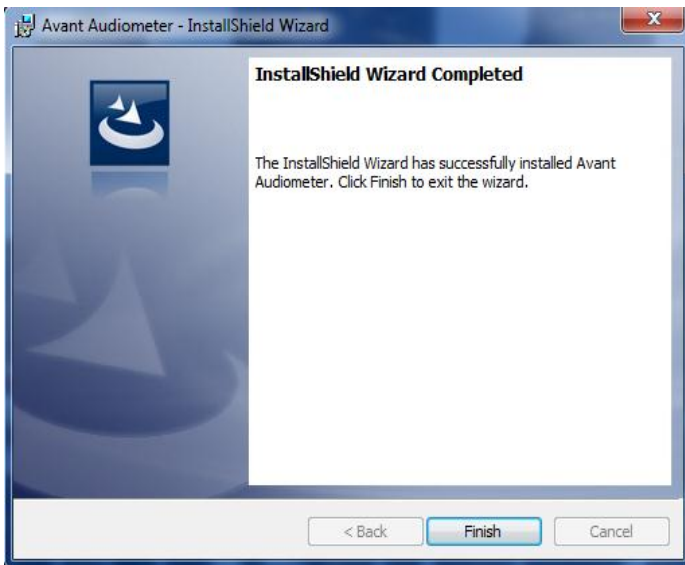 Avant Audiometer - InstallShield Wizard
InstallShield Wizard Completed
The InstallShield Wizard has successfully installed Avant
Audiometer. Click Finish to exit the wizard.
< Back
Finish
Cancel